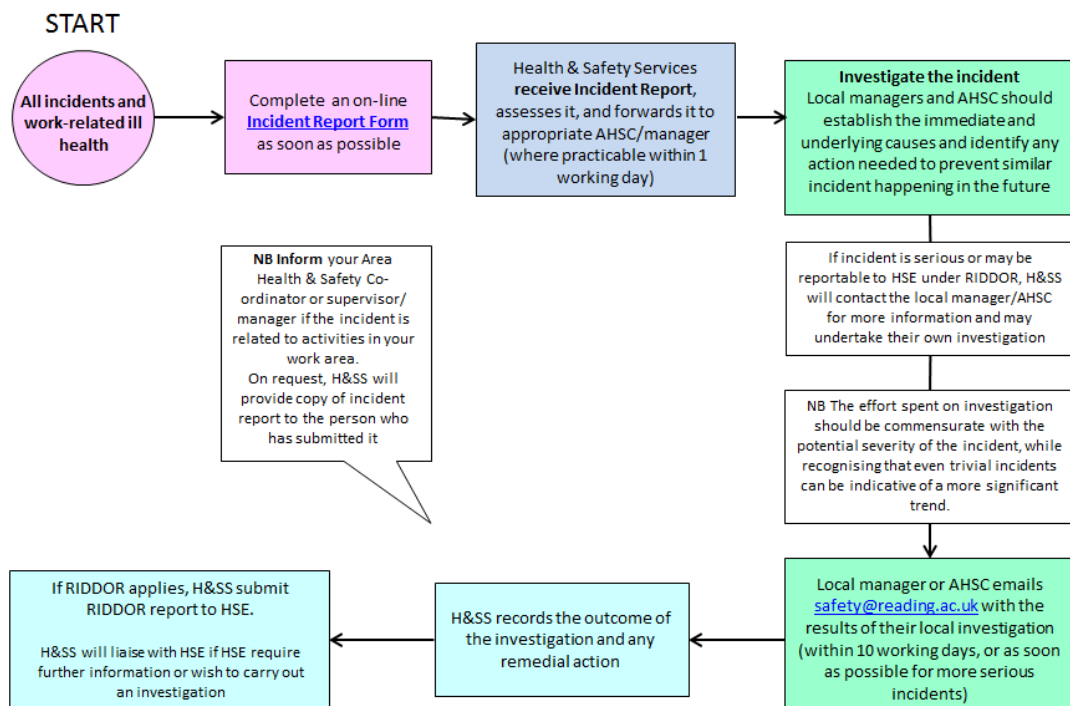 START
All incidents and
work-related ill
health
Complete an on-line
Incident Report Form
as soon as possible
Health & Safety Services
receive Incident Report,
assesses it, and forwards it to
appropriate AHSC/manager
(where practicable within 1
working day)
Investigate the incident
Local managers and AHSC should
establish the immediate and
underlying causes and identify any
action needed to prevent similar
incident happening in the future
NB Inform your Area
Health & Safety Co-
ordinator or supervisor/
manager if the incident is
related to activities in your
work area.
On request, H&SS will
provide copy of incident
report to the person who
has submitted it
If incident is serious or may be
reportable to HSE under RIDDOR, H&SS
will contact the local manager/AHSC
for more information and may
undertake their own investigation
NB The effort spent on investigation
should be commensurate with the
potential severity of the incident, while
recognising that even trivial incidents
can be indicative of a more significant
trend.
Local manager or AHSC emails
safety@reading.ac.uk with the
results of their local investigation
(within 10 working days, or as soon
as possible for more serious
incidents)
H&SS records the outcome of
the investigation and any
remedial action
If RIDDOR applies, H&SS submit
RIDDOR report to HSE.
H&SS will liaise with HSE if HSE require
further information or wish to carry out
an investigation